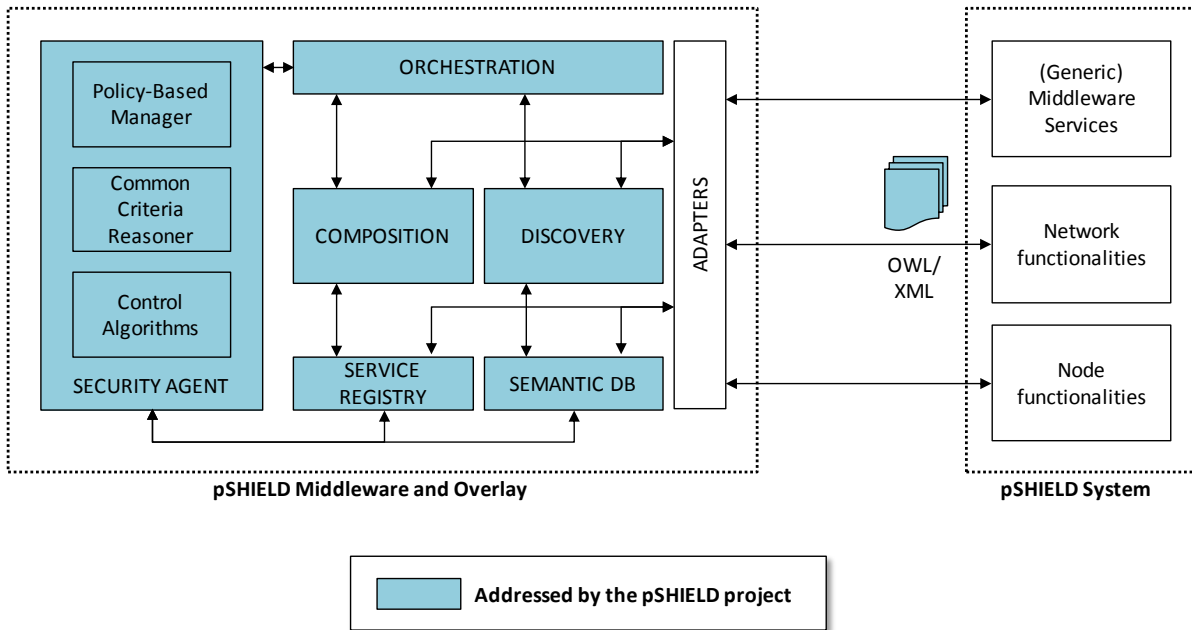 Policy-Based
Manager
Common
Criteria
Reasoner
Control
Algorithms
SECURITY AGENT
ORCHESTRATION
COMPOSITION
DISCOVERY
SERVICE
REGISTRY
SEMANTIC DB
ADAPTERS
OWL/
XML
(Generic)
Middleware
Services
Network
functionalities
Node
functionalities
pSHIELD Middleware and Overlay
pSHIELD System
Addressed by the pSHIELD project